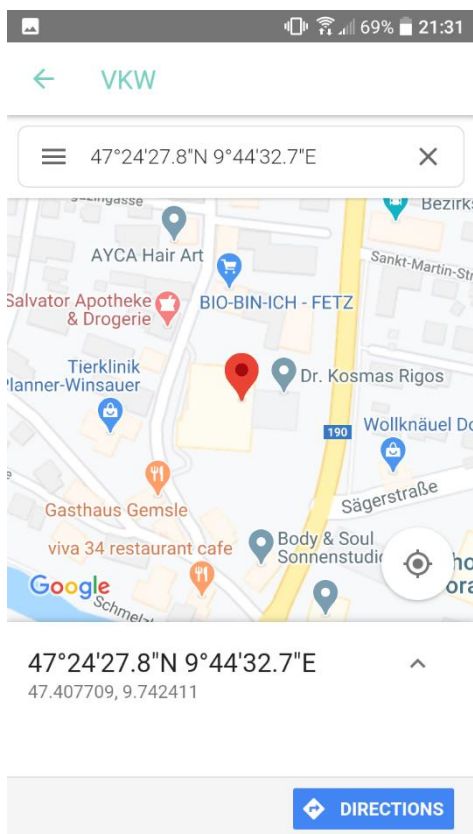 69% 21:31
VKW
47°24'27.8"N 9°44'32.7"E
Bezirks
AYCA Hair Art
Sankt-Martin-Str
Salvator Apotheke
& Drogerie
BIO-BIN-ICH - FETZ
Tierklinik
Planner-Winsauer
Dr. Kosmas Rigos
190
Wollknäuel Do
Gasthaus Gemsle
Sägerstraße
viva 34 restaurant cafe
Body & Soul
Sonnenstudio
Google
Schmelz
47°24'27.8"N 9°44'32.7"E
47.407709, 9.742411
DIRECTIONS